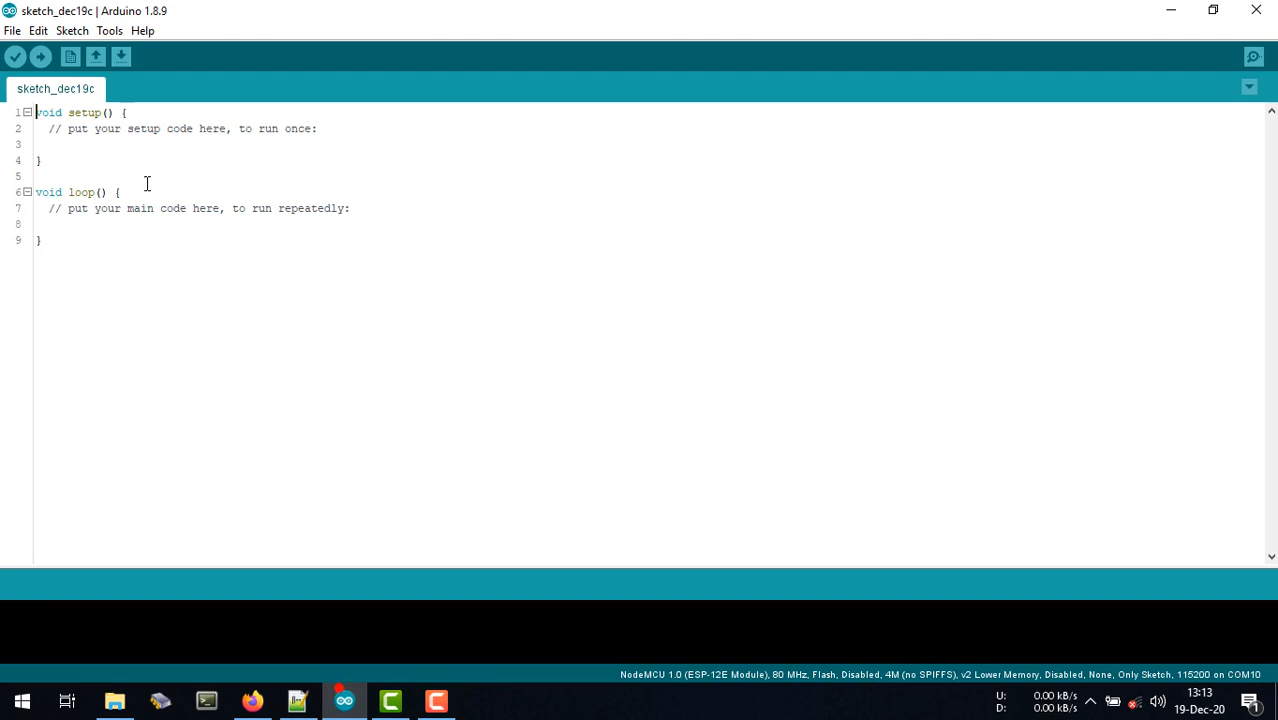 sketch_dec19c | Arduino 1.8.9
File Edit Sketch Tools Help
sketch_dec19c
1 void setup() {
2 // put your setup code here, to run once:
3
4 }
5
6 void loop() {
7 // put your main code here, to run repeatedly:
8
9 }
NodeMCU 1.0 (ESP-12E Module), 80 MHz, Flash, Disabled, 4M (no SPIFFS), v2 Lower Memory, Disabled, None, Only Sketch, 115200 on COM10
U: 0.00 kB/s
D: 0.00 kB/s
13:13
19-Dec-20
1